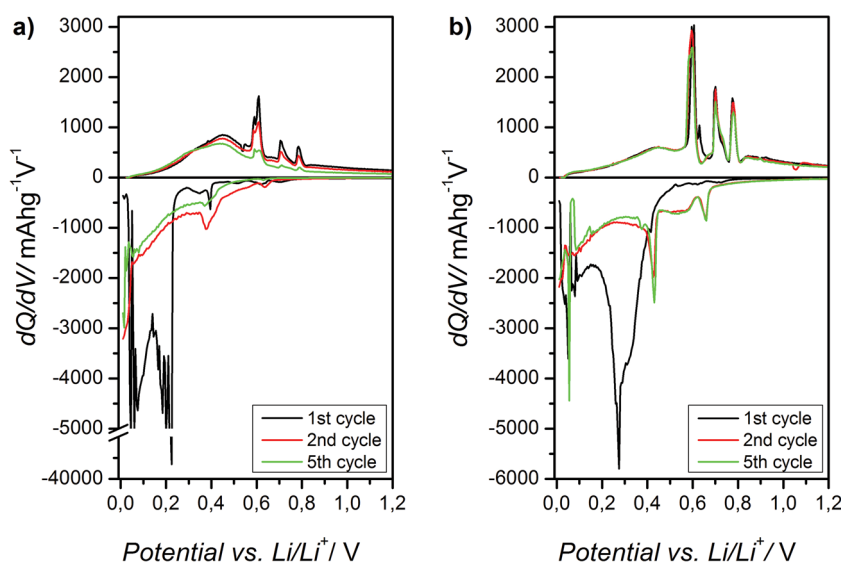 a)
3000
2000
1000
0
-1000
-2000
-3000
-4000
-5000
-40000
dQ/dV/ mAhg⁻¹V⁻¹
1st cycle
2nd cycle
5th cycle
0,0 0,2 0,4 0,6 0,8 1,0 1,2
Potential vs. Li/Li⁺/ V
b)
3000
2000
1000
0
-1000
-2000
-3000
-4000
-5000
-6000
dQ/dV/ mAhg⁻¹V⁻¹
1st cycle
2nd cycle
5th cycle
0,0 0,2 0,4 0,6 0,8 1,0 1,2
Potential vs. Li/Li⁺/ V